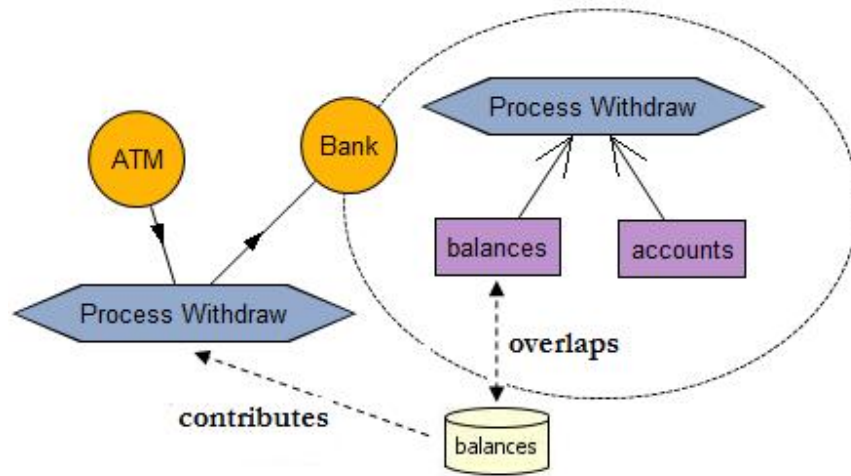 Process Withdraw
Bank
ATM
balances
accounts
Process Withdraw
overlaps
contributes
balances